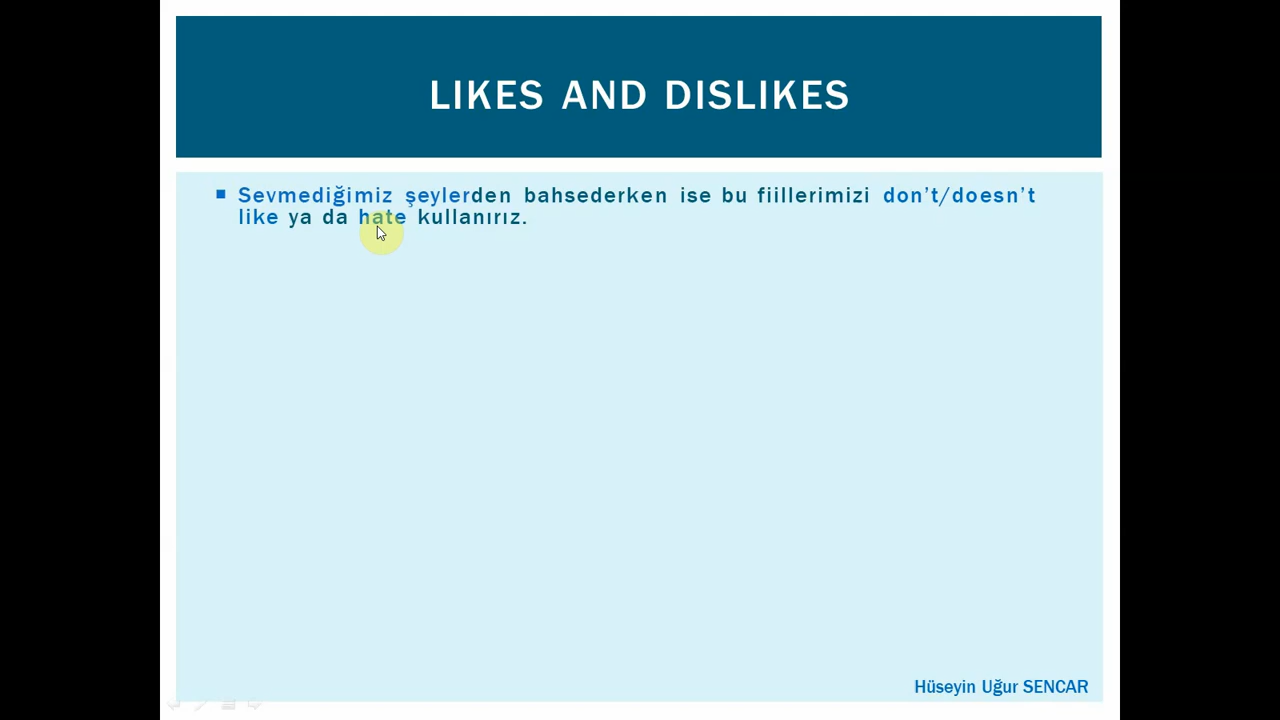 LIKES AND DISLIKES
Sevmediğimiz şeylerden bahsederken ise bu fiillerimizi don’t/doesn’t
like ya da hate kullanırız.
Hüseyin Uğur SENCAR